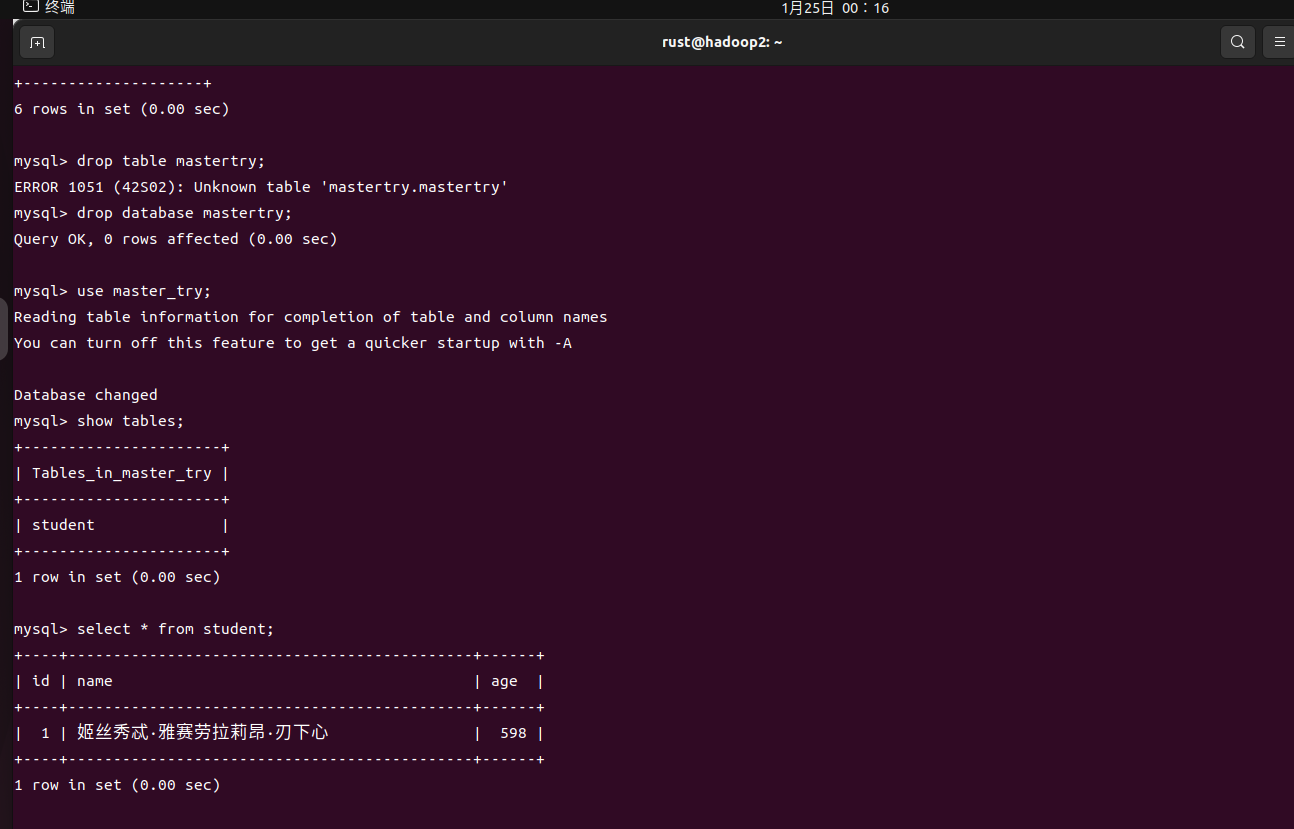 终端
1月25日 00：16
rust@hadoop2: ~
+--------------------+
6 rows in set (0.00 sec)
mysql> drop table mastertry;
ERROR 1051 (42S02): Unknown table 'mastertry.mastertry'
mysql> drop database mastertry;
Query OK, 0 rows affected (0.00 sec)
mysql> use master_try;
Reading table information for completion of table and column names
You can turn off this feature to get a quicker startup with -A
Database changed
mysql> show tables;
+----------------------+
| Tables_in_master_try |
+----------------------+
| student              |
+----------------------+
1 row in set (0.00 sec)
mysql> select * from student;
+----+---------------------------------------------+------+
| id | name                                        | age  |
+----+---------------------------------------------+------+
|  1 | 姬丝秀忒·雅赛劳拉莉昂·刃下心                |  598 |
+----+---------------------------------------------+------+
1 row in set (0.00 sec)